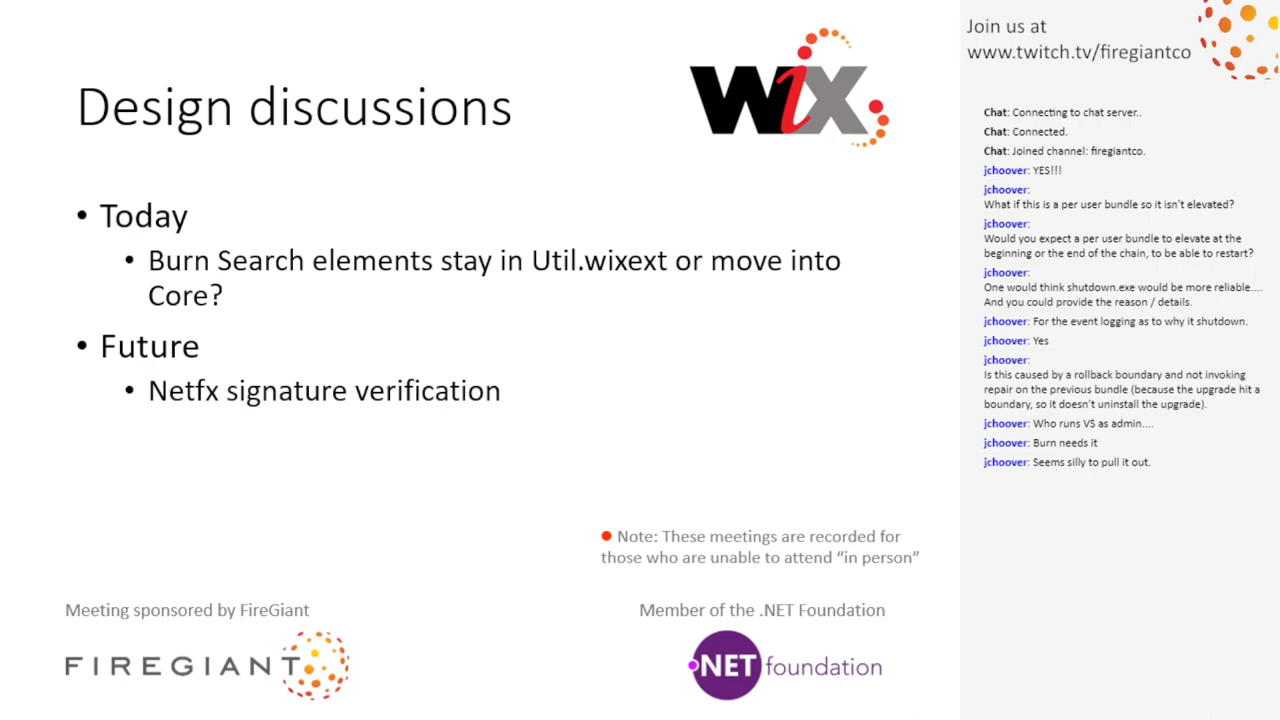 Design discussions
WiX
• Today
• Burn Search elements stay in Util.wixext or move into
Core?
• Future
• Netfx signature verification
Note: These meetings are recorded for
those who are unable to attend “in person”
Meeting sponsored by FireGiant
Member of the .NET Foundation
FIREGIANT
.NET foundation
Join us at
www.twitch.tv/firegiantco
Chat: Connecting to chat server..
Chat: Connected.
Chat: Joined channel: firegiantco.
jchoover: YES!!!
jchoover:
What if this is a per user bundle so it isn't elevated?
jchoover:
Would you expect a per user bundle to elevate at the
beginning or the end of the chain, to be able to restart?
jchoover:
One would think shutdown.exe would be more reliable....
And you could provide the reason / details.
jchoover: For the event logging as to why it shutdown.
jchoover: Yes
jchoover:
Is this caused by a rollback boundary and not invoking
repair on the previous bundle (because the upgrade hit a
boundary, so it doesn't uninstall the upgrade).
jchoover: Who runs VS as admin....
jchoover: Burn needs it
jchoover: Seems silly to pull it out.